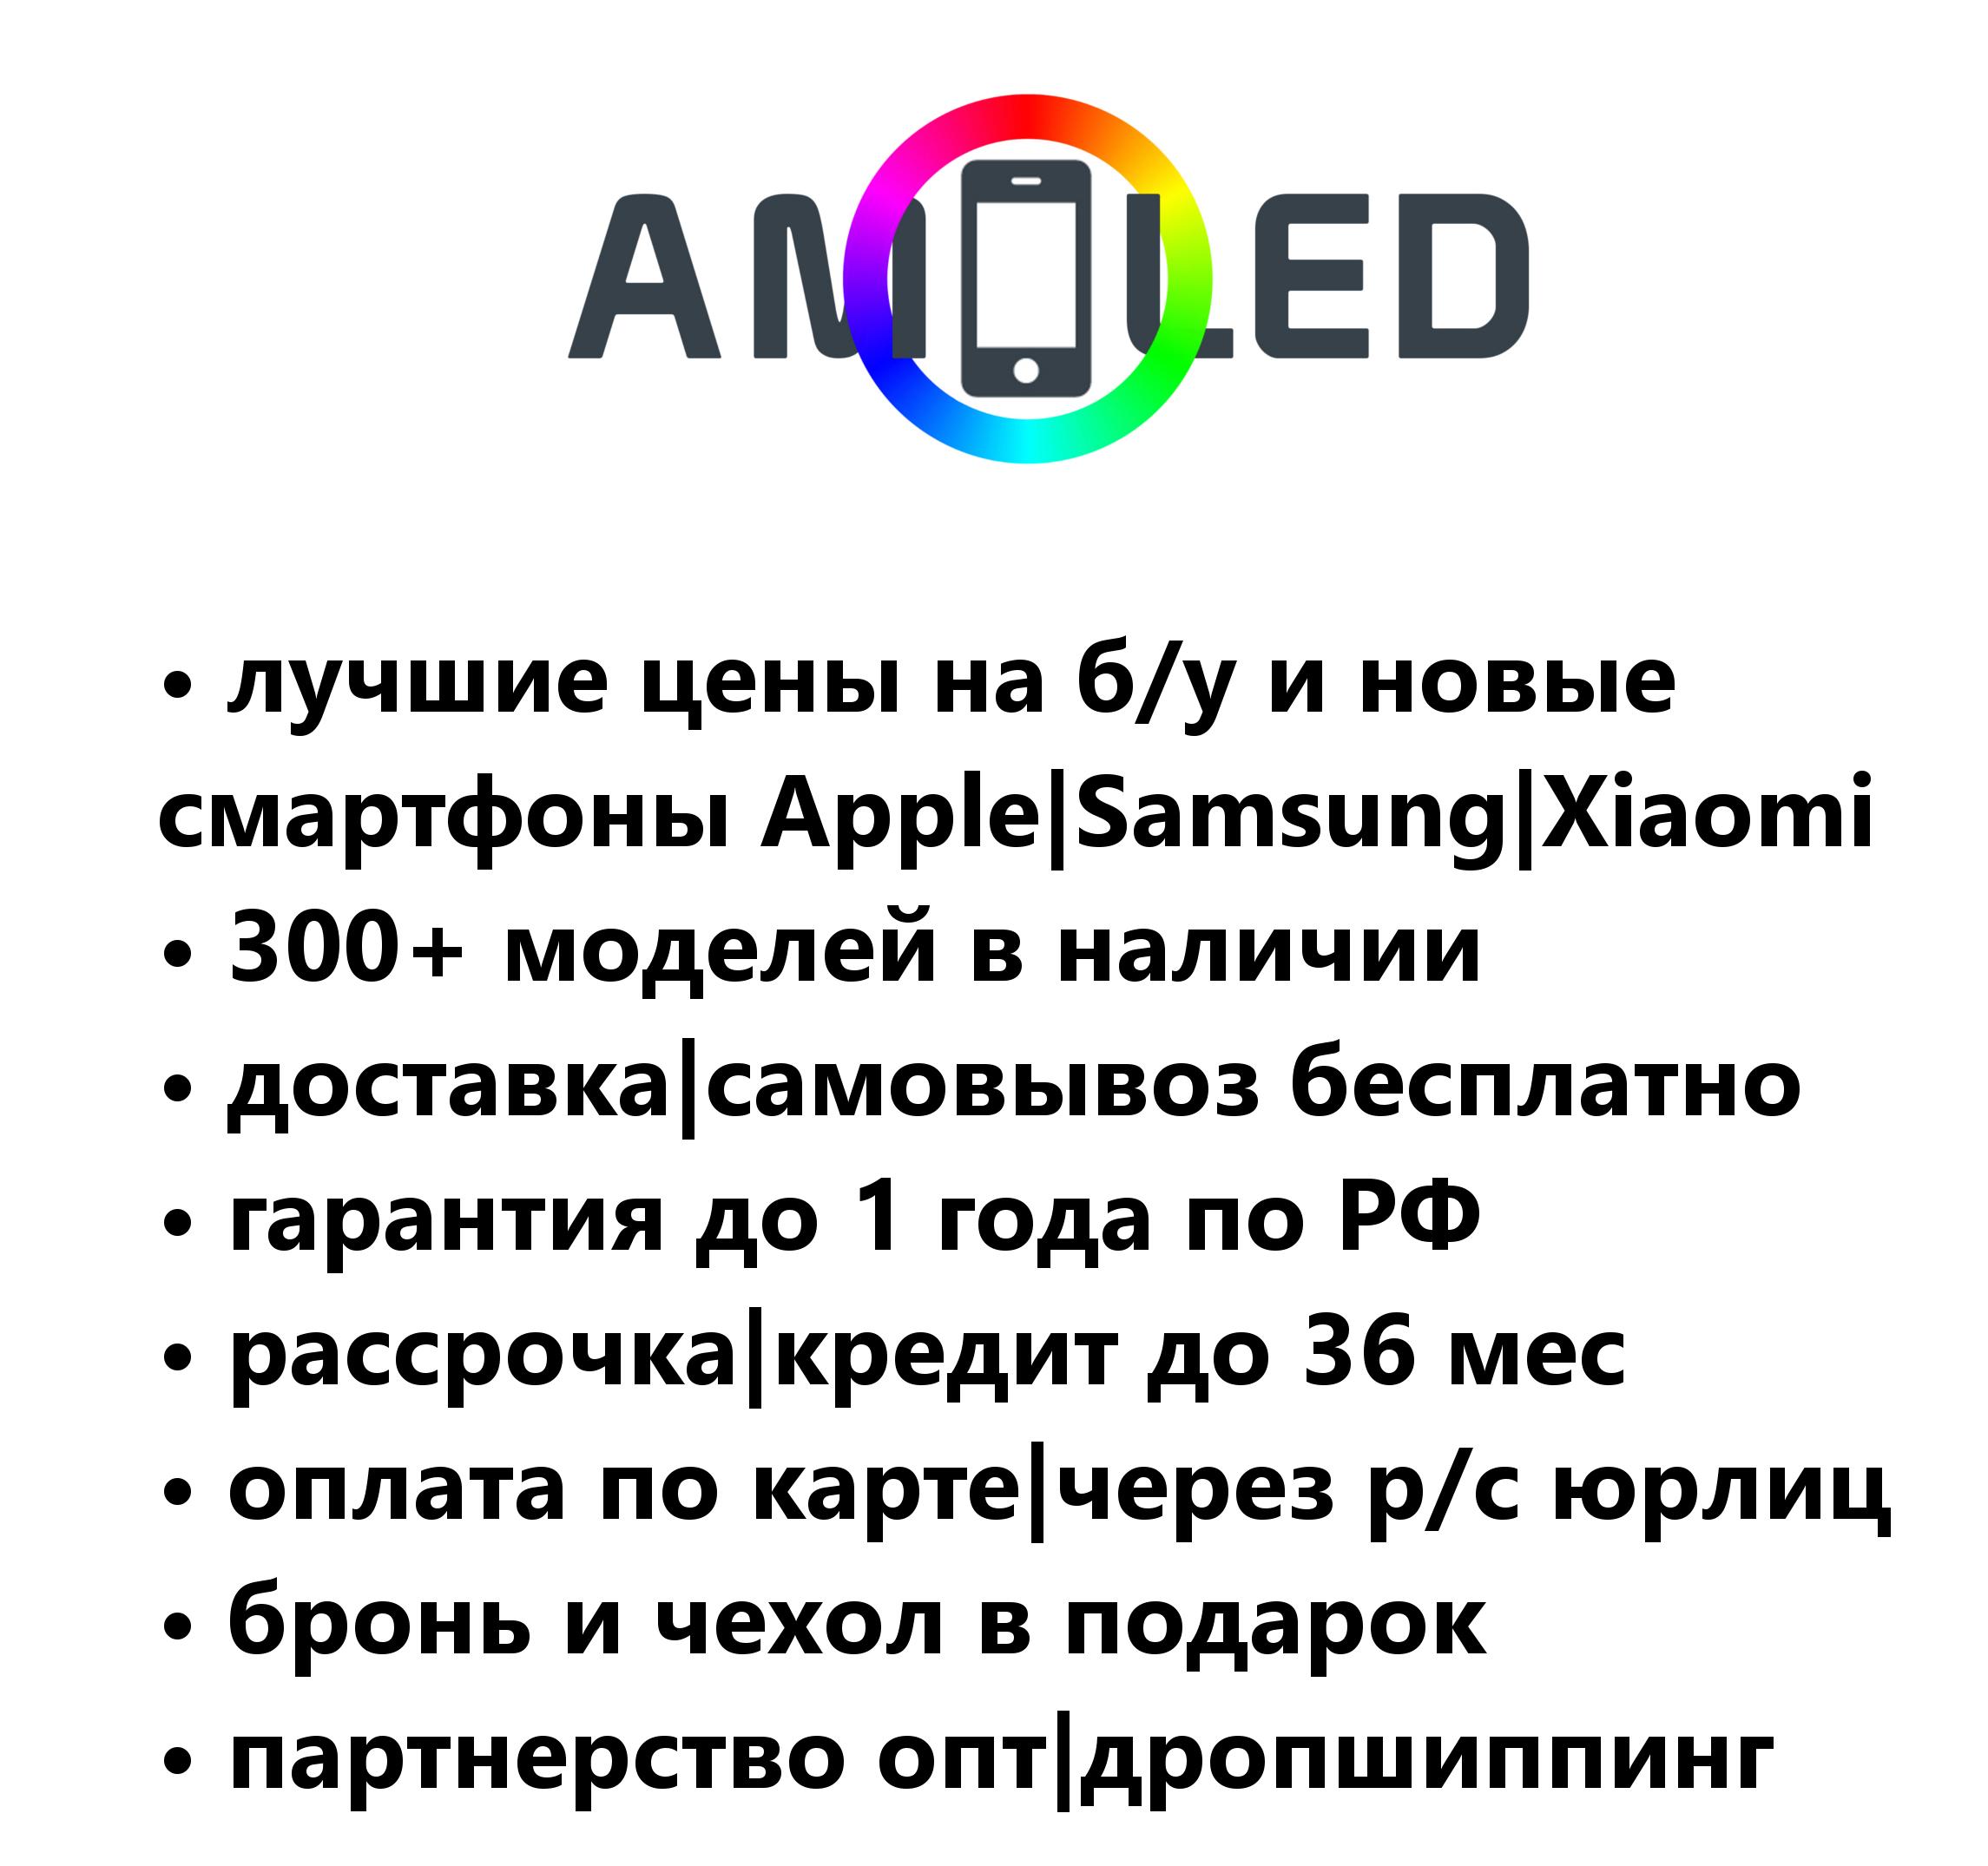 AMOLED
• лучшие цены на б/у и новые
смартфоны Apple|Samsung|Xiaomi
• 300+ моделей в наличии
• доставка|самовывоз бесплатно
• гарантия до 1 года по РФ
• рассрочка|кредит до 36 мес
• оплата по карте|через р/с юрлиц
• бронь и чехол в подарок
• партнерство опт|дропшиппинг